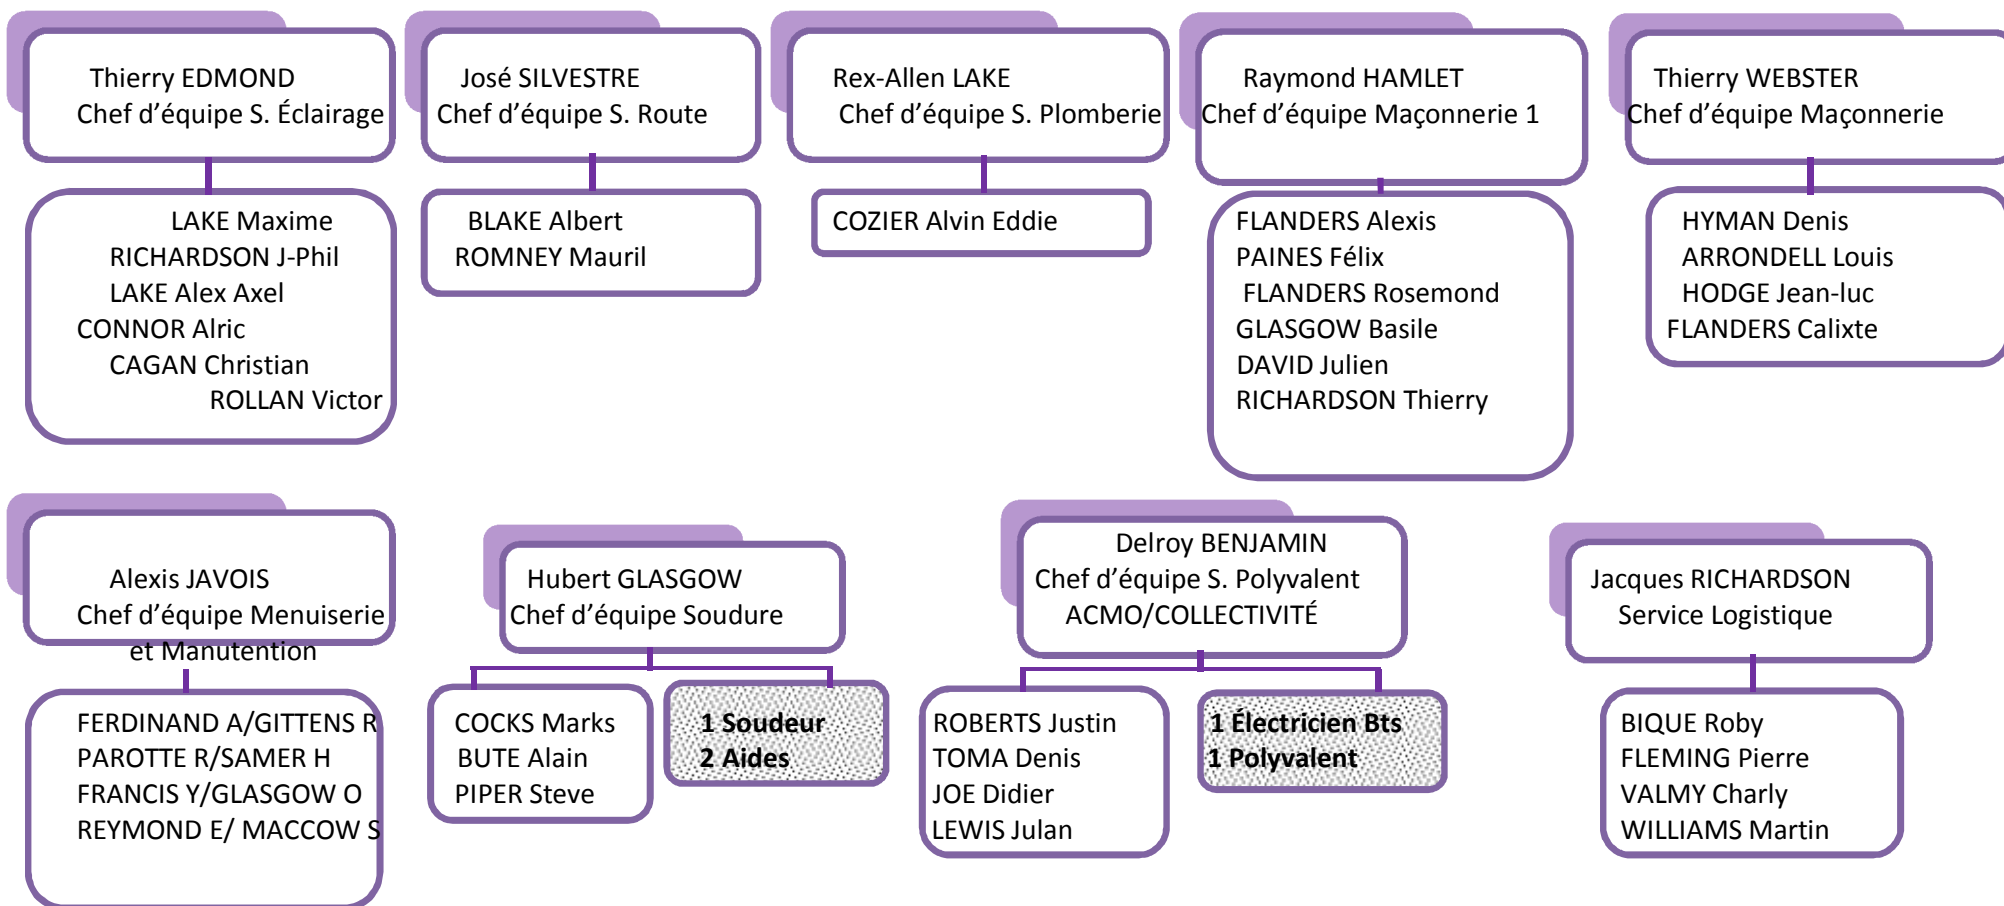 Thierry EDMOND
Chef d’équipe S. Éclairage
LAKE Maxime
RICHARDSON J-Phil
LAKE Alex Axel
CONNOR Alric
CAGAN Christian
ROLLAN Victor
José SILVESTRE
Chef d’équipe S. Route
BLAKE Albert
ROMNEY Mauril
Rex-Allen LAKE
Chef d’équipe S. Plomberie
COZIER Alvin Eddie
Raymond HAMLET
Chef d’équipe Maçonnerie 1
FLANDERS Alexis
PAINES Félix
FLANDERS Rosemond
GLASGOW Basile
DAVID Julien
RICHARDSON Thierry
Thierry WEBSTER
Chef d’équipe Maçonnerie
HYMAN Denis
ARRONDELL Louis
HODGE Jean-luc
FLANDERS Calixte
Alexis JAVOIS
Chef d’équipe Menuiserie
et Manutention
FERDINAND A/GITTENS R
PAROTTE R/SAMER H
FRANCIS Y/GLASGOW O
REYMOND E/ MACCOW S
Hubert GLASGOW
Chef d’équipe Soudure
COCKS Marks
BUTE Alain
PIPER Steve
1 Soudeur
2 Aides
Delroy BENJAMIN
Chef d’équipe S. Polyvalent
ACMO/COLLECTIVITÉ
ROBERTS Justin
TOMA Denis
JOE Didier
LEWIS Julan
1 Électricien Bts
1 Polyvalent
Jacques RICHARDSON
Service Logistique
BIQUE Roby
FLEMING Pierre
VALMY Charly
WILLIAMS Martin